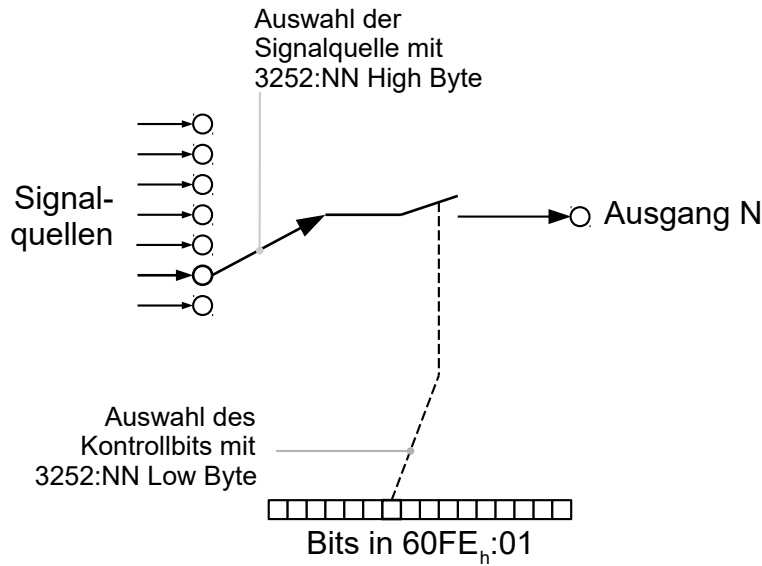 Auswahl der
Signalquelle mit
3252:NN High Byte
Signal-
quellen
Ausgang N
Auswahl des
Kontrollbits mit
3252:NN Low Byte
Bits in 60FEₕ:01